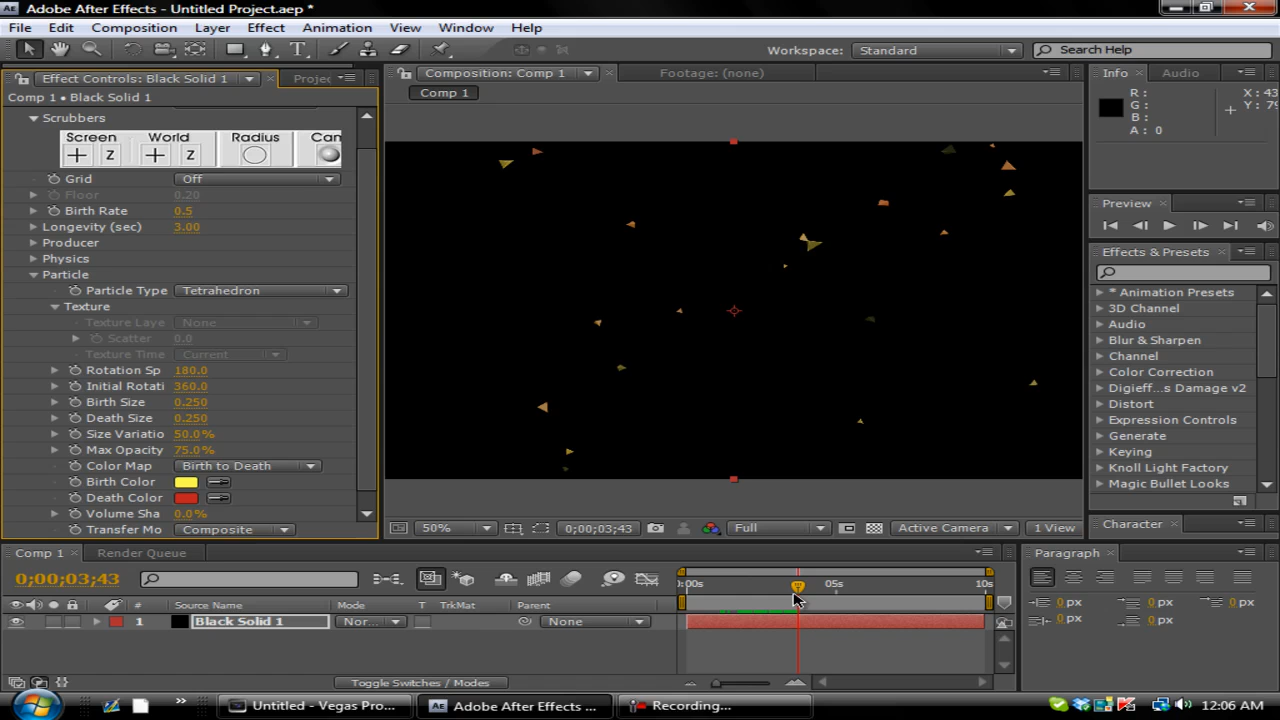 Adobe After Effects - Untitled Project.aep *
File Edit Composition Layer Effect Animation View Window Help
Workspace: Standard Search Help
Effect Controls: Black Solid 1 Projec
Comp 1 • Black Solid 1
Scrubbers
Screen World Radius Can
Z Z
Grid Off
Floor 0.20
Birth Rate 0.5
Longevity (sec) 3.00
Producer
Physics
Particle
Particle Type Tetrahedron
Texture
Texture Laye None
Scatter 0.0
Texture Time Current
Rotation Sp 180.0
Initial Rotati 360.0
Birth Size 0.250
Death Size 0.250
Size Variatio 50.0%
Max Opacity 75.0%
Color Map Birth to Death
Birth Color
Death Color
Volume Sha 0.0%
Transfer Mo Composite
Composition: Comp 1 Footage: (none)
Comp 1
50% 0;00;03;43 Full Active Camera 1 View
Info Audio
R : X : 43
G : Y : 79
B :
A : 0
Preview
Effects & Presets
* Animation Presets
3D Channel
Audio
Blur & Sharpen
Channel
Color Correction
Digieff...s Damage v2
Distort
Expression Controls
Generate
Keying
Knoll Light Factory
Magic Bullet Looks
Character
Comp 1 Render Queue
0;00;03;43
0:00s 05s 10s
# Source Name Mode T TrkMat Parent
1 Black Solid 1 Nor... None
Toggle Switches / Modes
Paragraph
0 px 0 px 0 px
0 px 0 px
Untitled - Vegas Pro... Adobe After Effects ... Recording... 12:06 AM